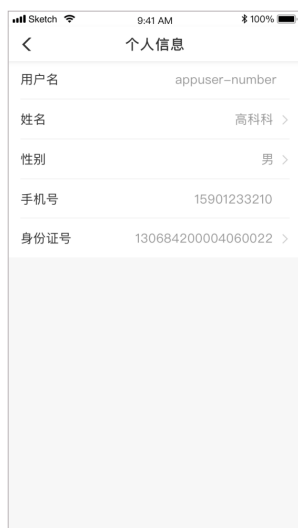 Sketch 9:41 AM 100%
个人信息
用户名 appuser-number
姓名 高科科
性别 男
手机号 15901233210
身份证号 130684200004060022